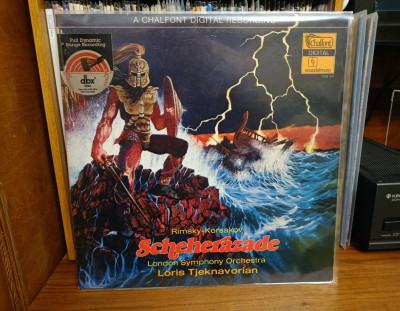 A CHALFONT DIGITAL RECORDING
Full Dynamic
Range Recording
dbx
Chalfont
DIGITAL
Rimsky-Korsakov
Scheherazade
London Symphony Orchestra
Loris Tjeknavorian